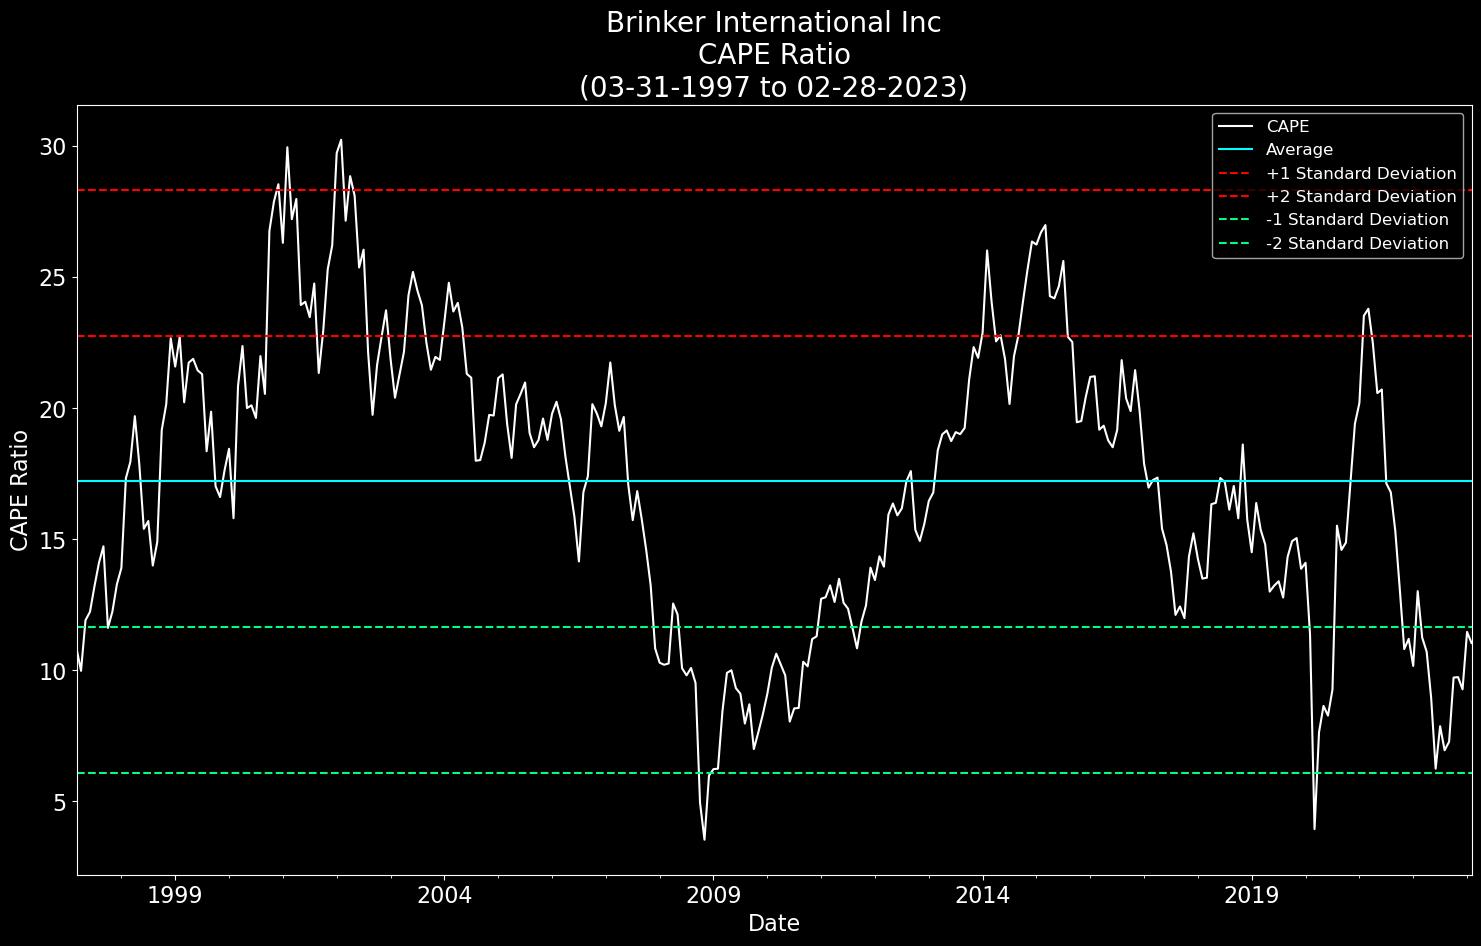 Brinker International Inc
CAPE Ratio
(03-31-1997 to 02-28-2023)
CAPE
Average
+1 Standard Deviation
+2 Standard Deviation
-1 Standard Deviation
-2 Standard Deviation
30
25
20
15
10
5
CAPE Ratio
1999
2004
2009
2014
2019
Date